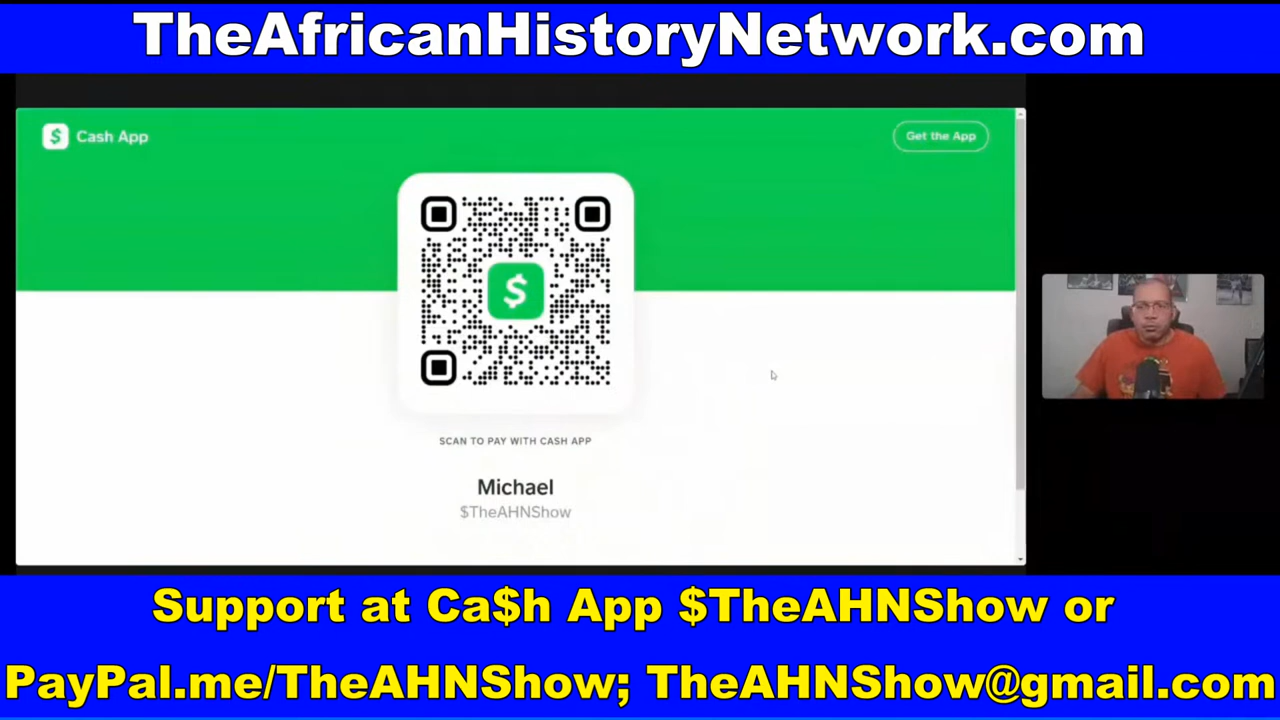 TheAfricanHistoryNetwork.com
$ Cash App
Get the App
$
SCAN TO PAY WITH CASH APP
Michael
$TheAHNShow
Support at Ca$h App $TheAHNShow or
PayPal.me/TheAHNShow; TheAHNShow@gmail.com